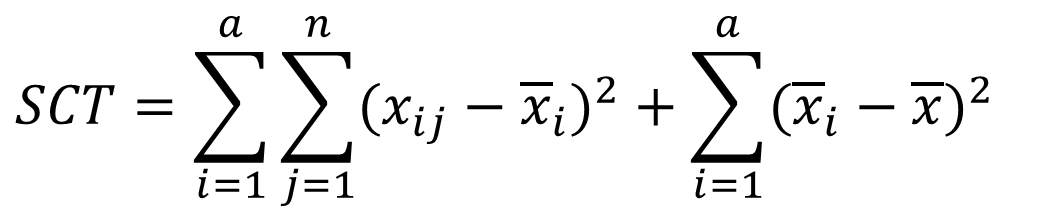 $SCT = \sum_{i=1}^{a} \sum_{j=1}^{n} (x_{ij} - \overline{x}_i)^2 + \sum_{i=1}^{a} (\overline{x}_i - \overline{x})^2$